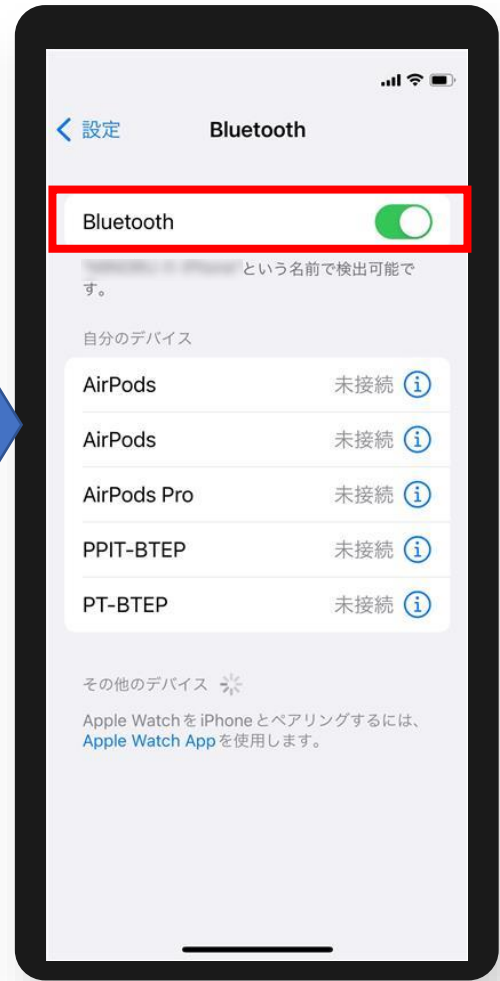 設定 Bluetooth
Bluetooth
という名前で検出可能で
す。
自分のデバイス
AirPods 未接続
AirPods 未接続
AirPods Pro 未接続
PPIT-BTEP 未接続
PT-BTEP 未接続
その他のデバイス
Apple WatchをiPhoneとペアリングするには、
Apple Watch Appを使用します。